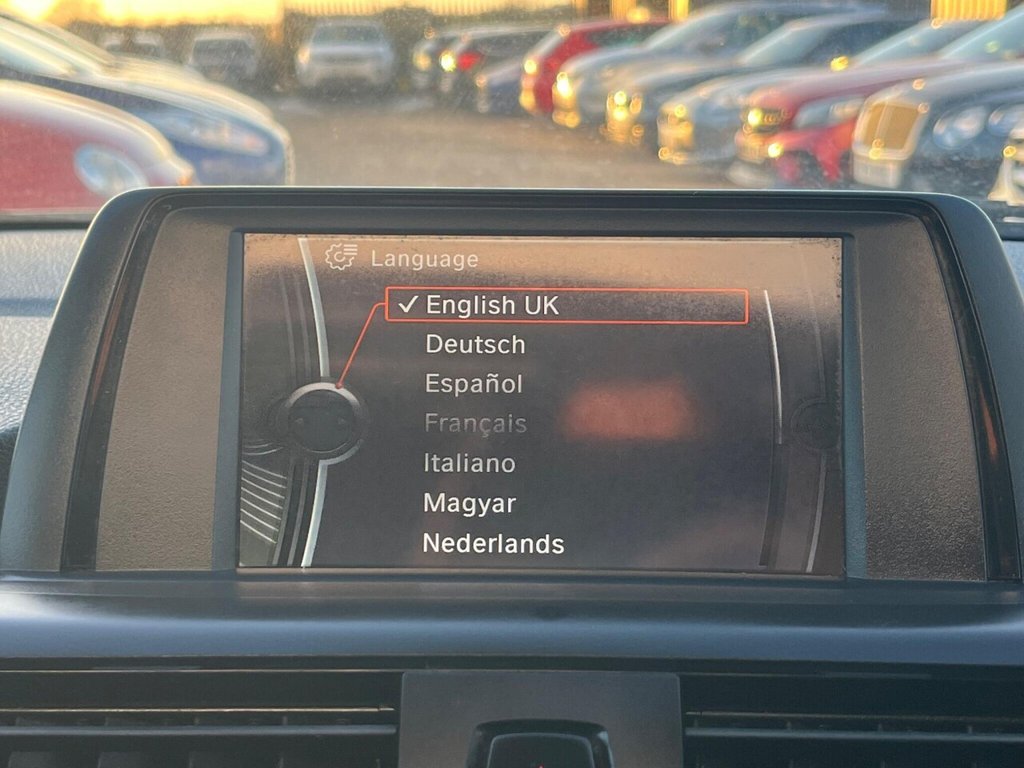 Language
✓ English UK
Deutsch
Español
Français
Italiano
Magyar
Nederlands